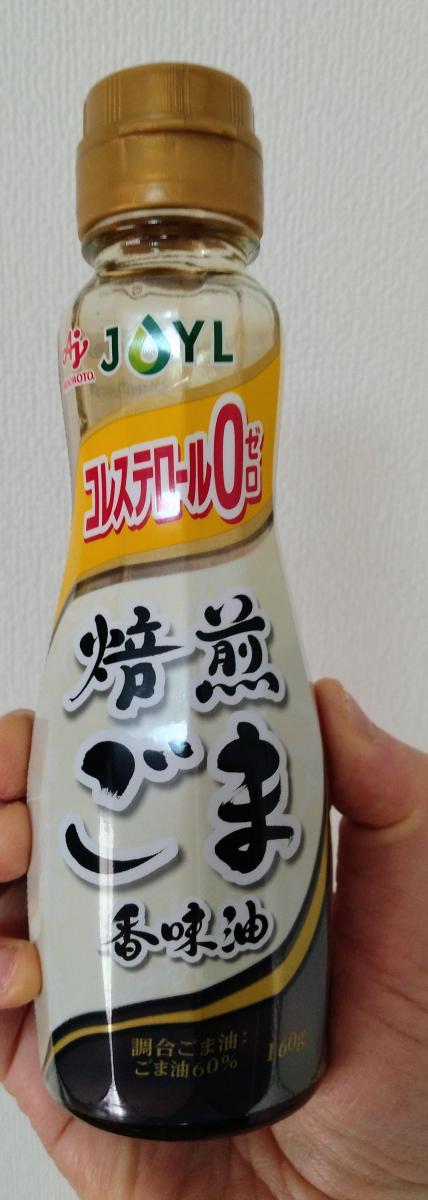 JOYL
AJINOMOTO
コレステロール0ゼロ
焙煎
ごま
香味油
調合ごま油:
ごま油60% 160g